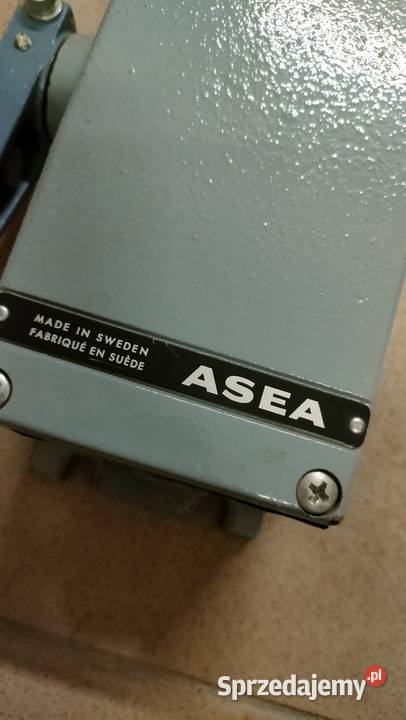 MADE IN SWEDEN
FABRIQUÉ EN SUÈDE
ASEA
Sprzedajemy.pl